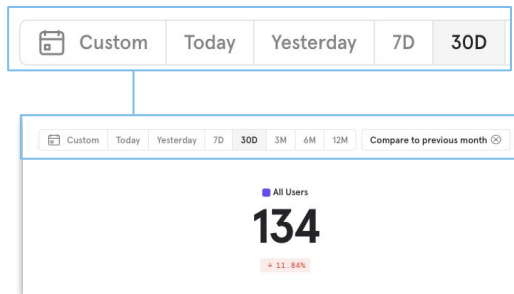 Custom Today Yesterday 7D 30D
Custom Today Yesterday 7D 30D 3M 6M 12M Compare to previous month
All Users
134
↓ 11.84%